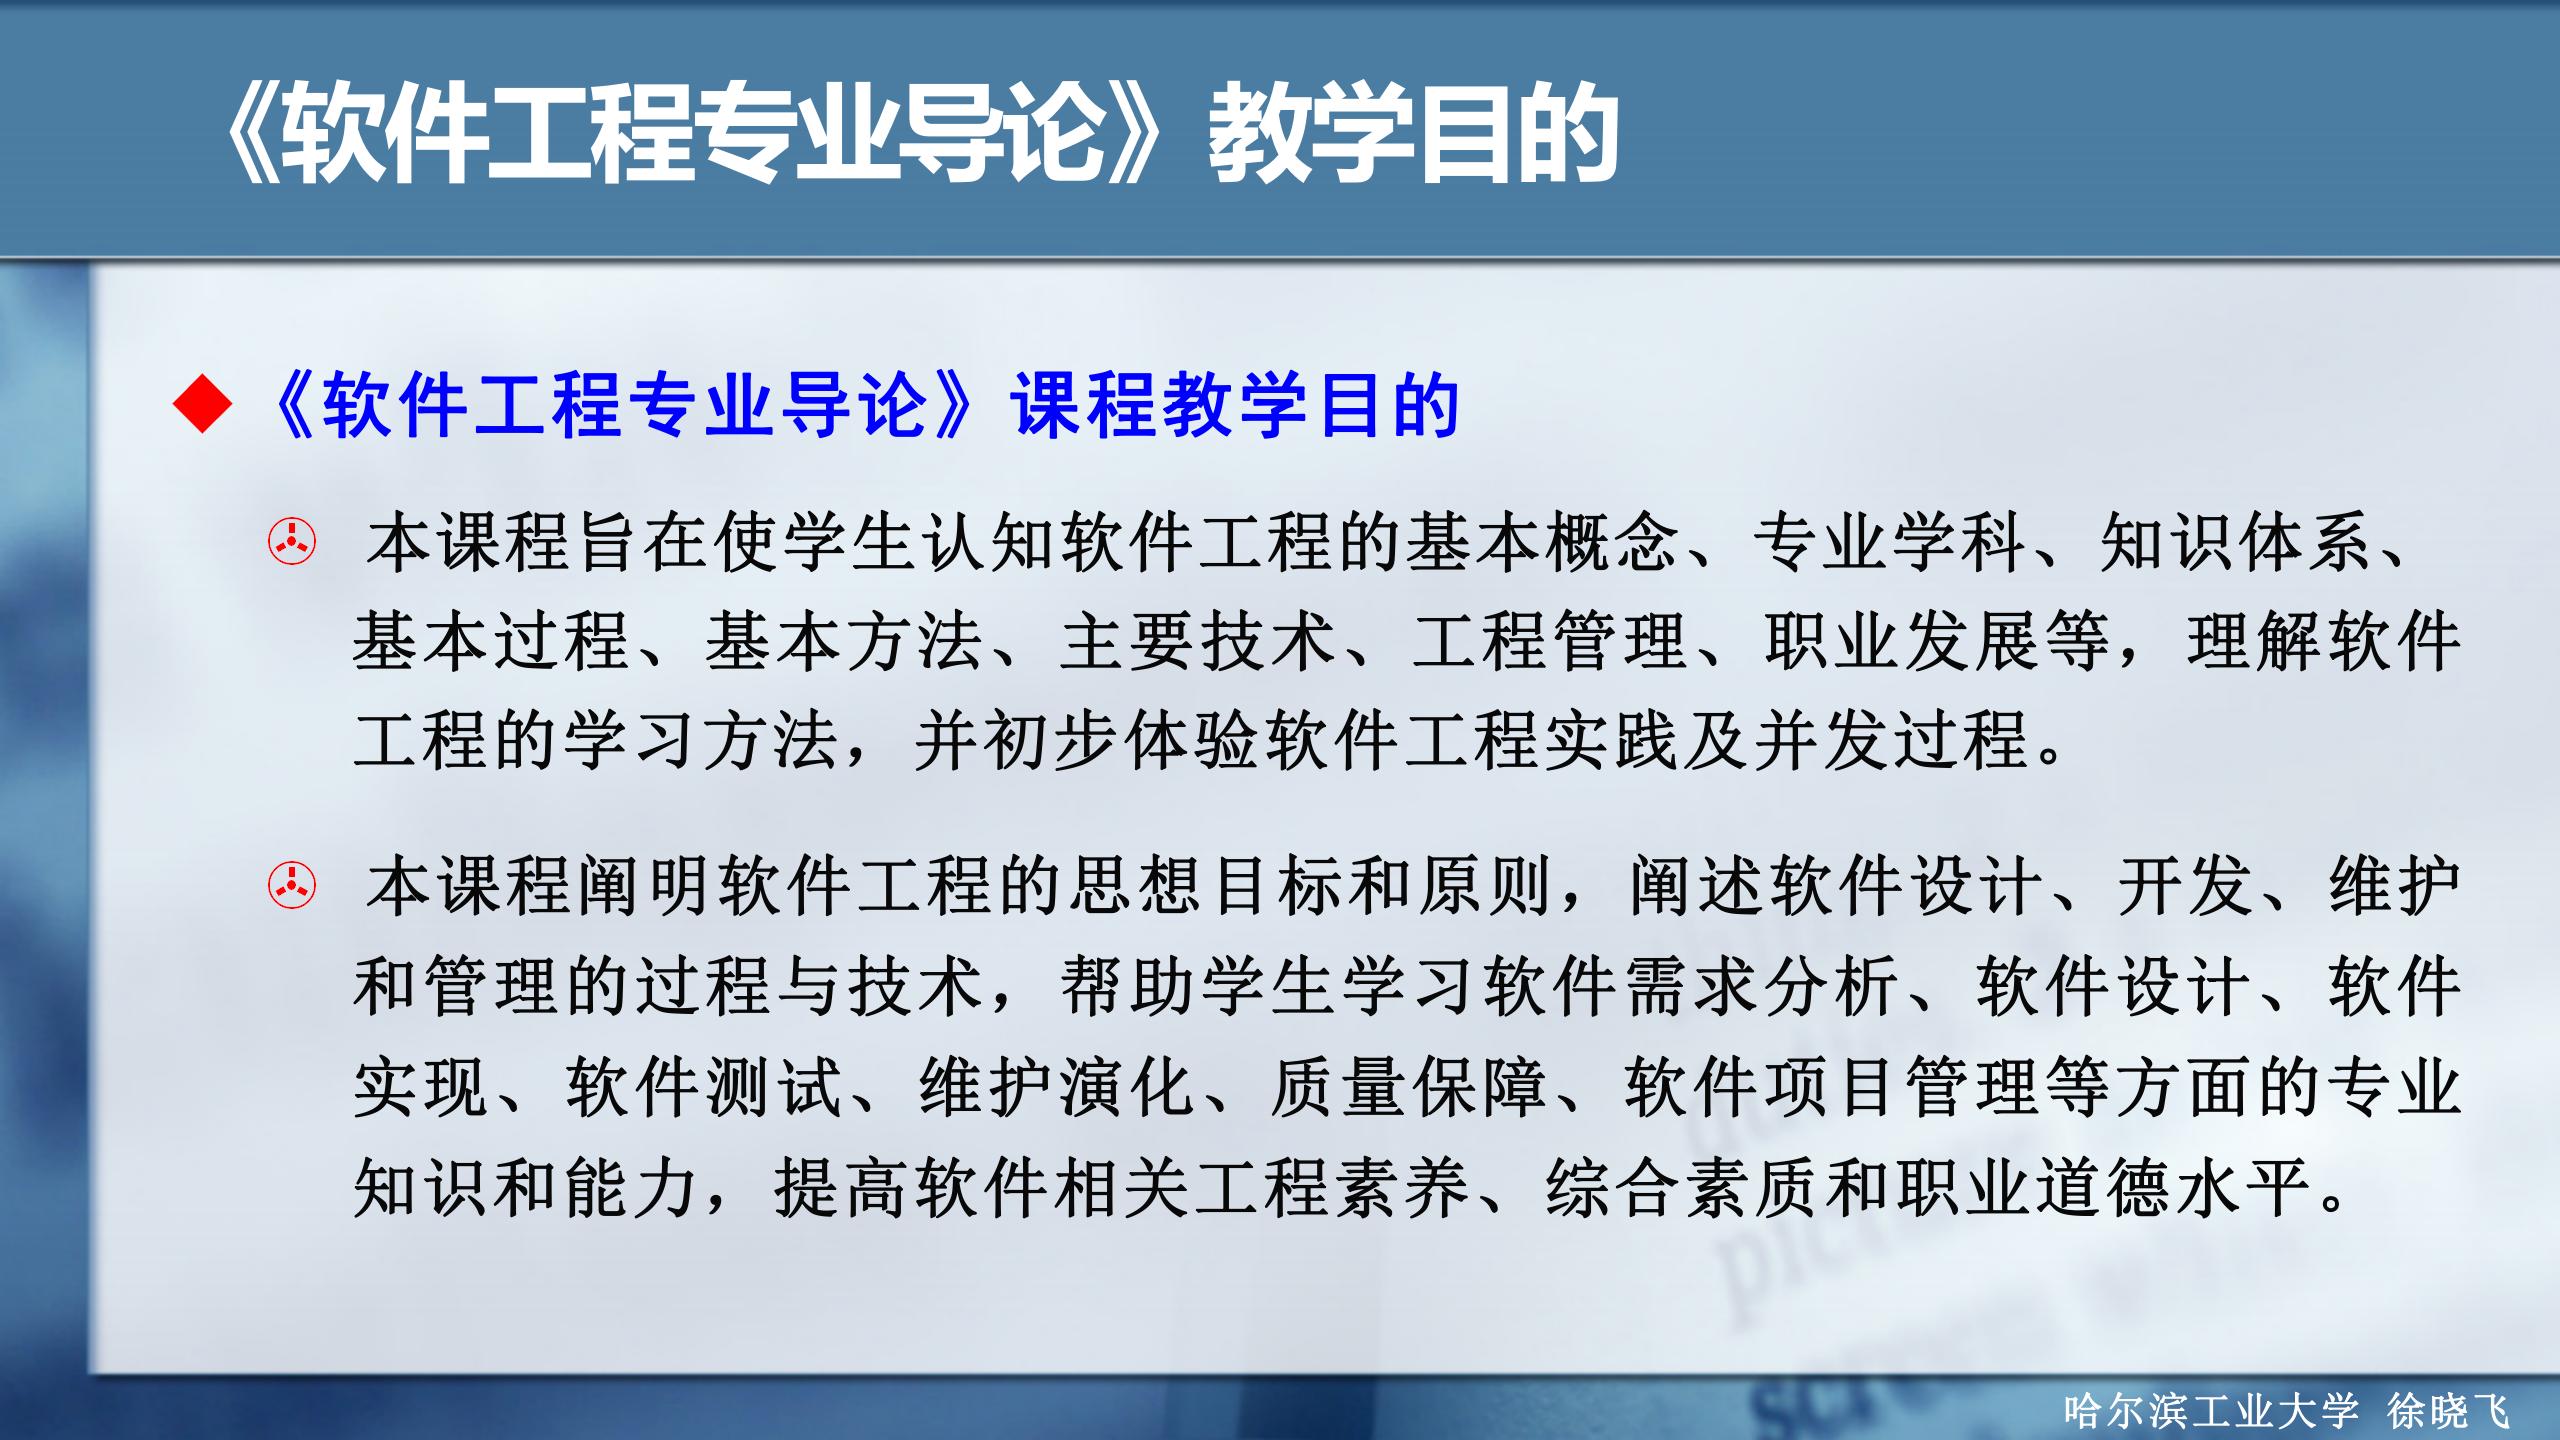 《软件工程专业导论》教学目的
《软件工程专业导论》课程教学目的
本课程旨在使学生认知软件工程的基本概念、专业学科、知识体系、
基本过程、基本方法、主要技术、工程管理、职业发展等，理解软件
工程的学习方法，并初步体验软件工程实践及并发过程。
本课程阐明软件工程的思想目标和原则，阐述软件设计、开发、维护
和管理的过程与技术，帮助学生学习软件需求分析、软件设计、软件
实现、软件测试、维护演化、质量保障、软件项目管理等方面的专业
知识和能力，提高软件相关工程素养、综合素质和职业道德水平。
哈尔滨工业大学 徐晓飞